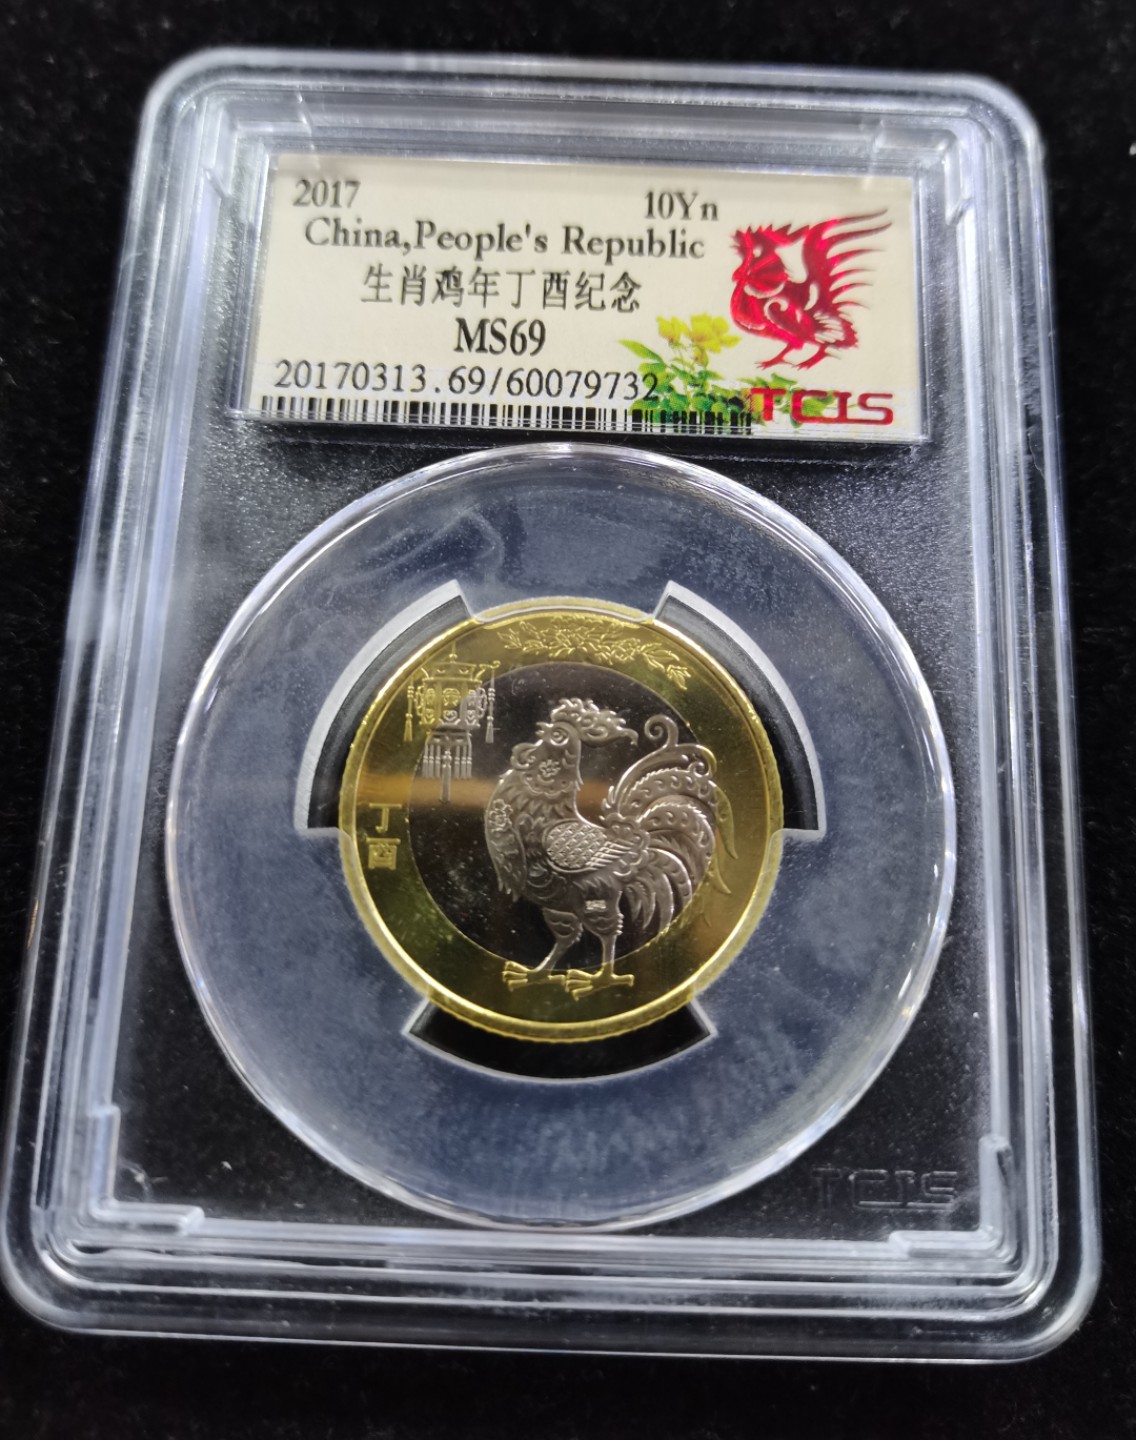 2017 10Yn
China,People's Republic
生肖鸡年丁酉纪念
MS69
20170313.69/60079732
TCIS
丁酉
TCIS